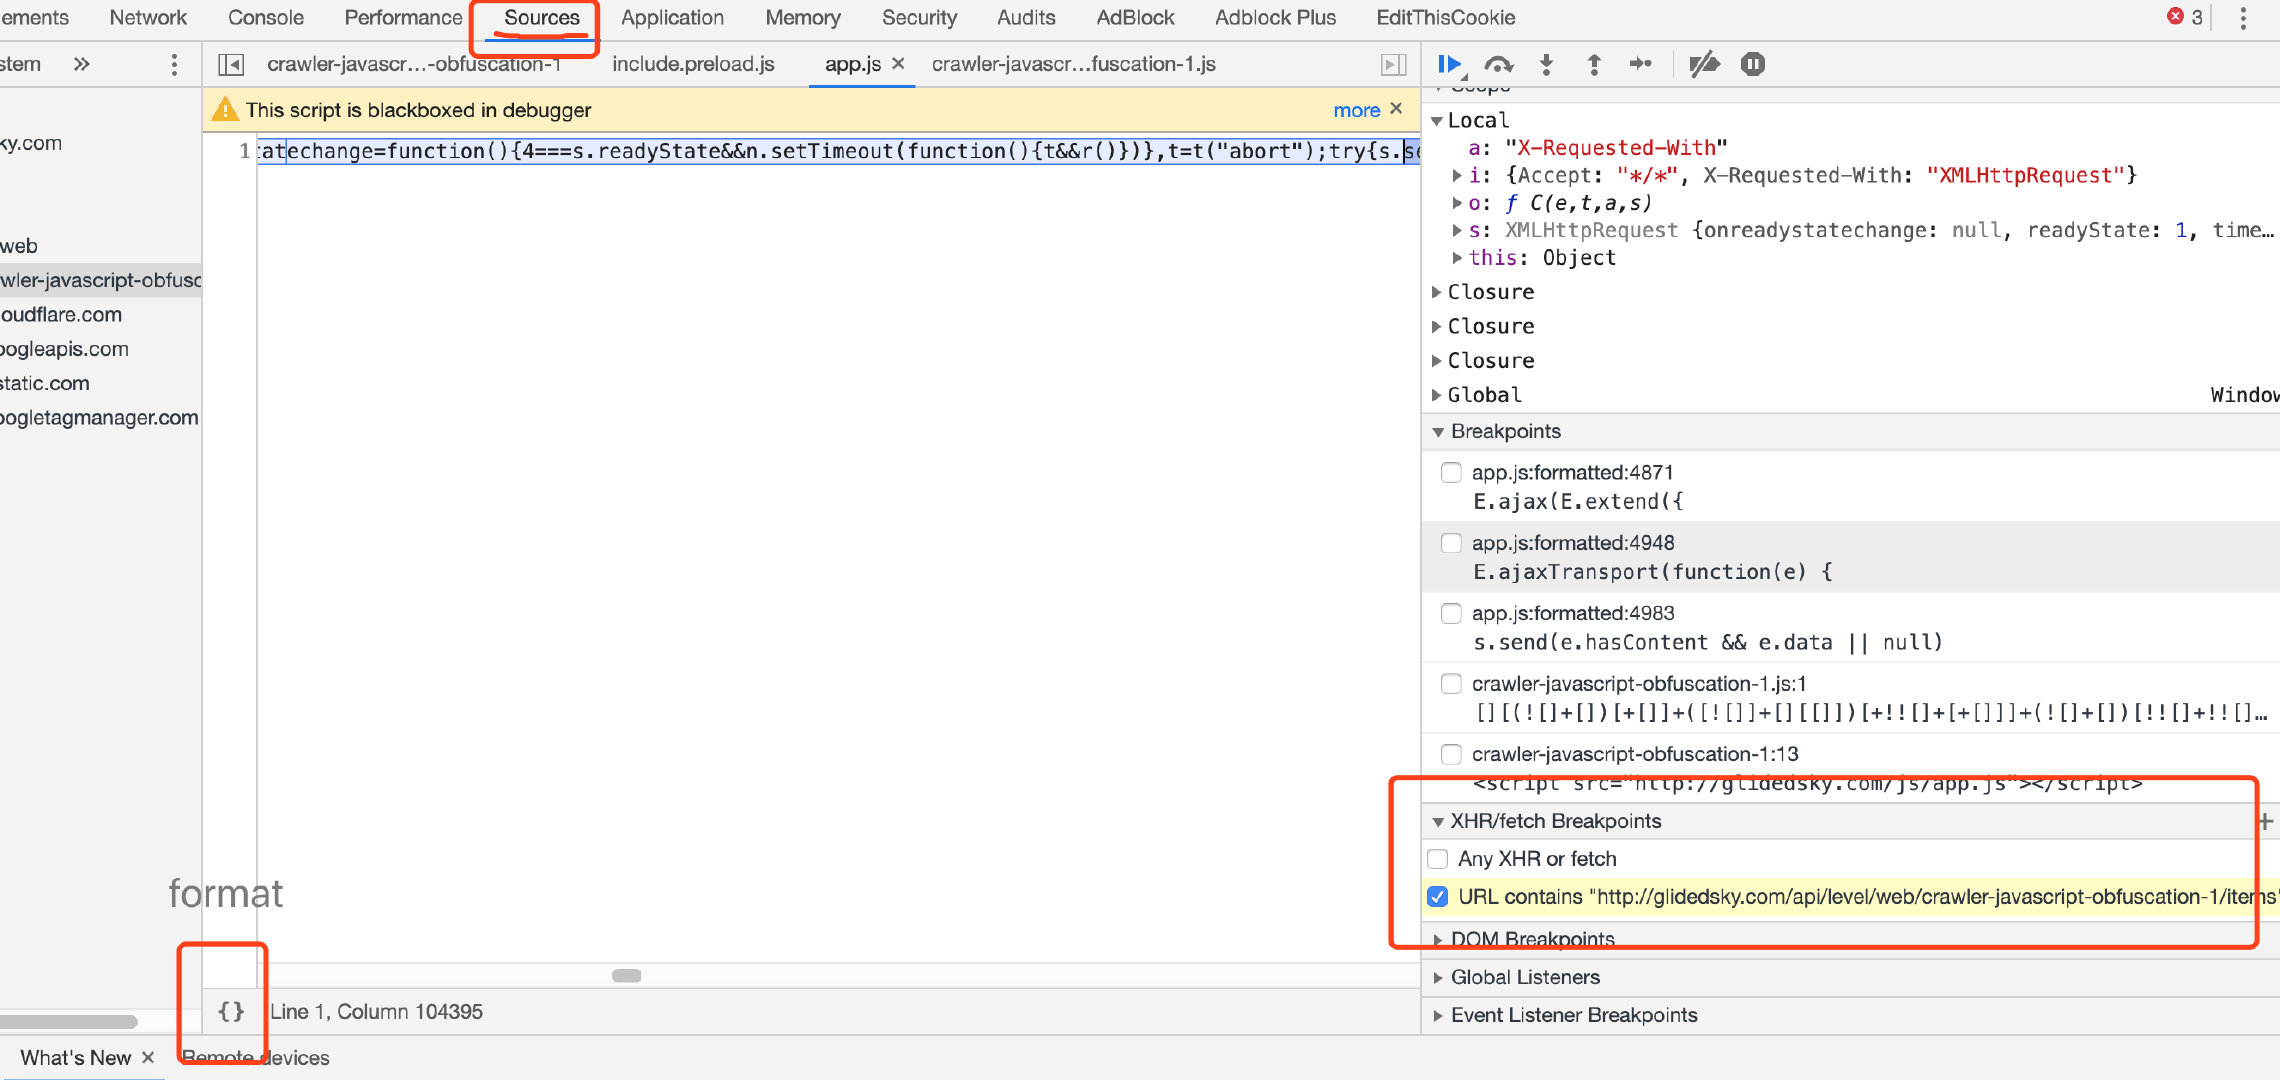 ements Network Console Performance Sources Application Memory Security Audits AdBlock Adblock Plus EditThisCookie 3
stem » crawler-javascr…-obfuscation-1 include.preload.js app.js × crawler-javascr…fuscation-1.js
This script is blackboxed in debugger more ×
1 tatechange=function(){4===s.readyState&&n.setTimeout(function(){t&&r()})},t=t("abort");try{s.se
ky.com
web
wler-javascript-obfusc
oudflare.com
oogleapis.com
static.com
oogletagmanager.com
format
{} Line 1, Column 104395
What's New × Remote devices
Scope
Local
a: "X-Requested-With"
i: {Accept: "*/*", X-Requested-With: "XMLHttpRequest"}
o: ƒ C(e,t,a,s)
s: XMLHttpRequest {onreadystatechange: null, readyState: 1, time…
this: Object
Closure
Closure
Closure
Global Window
Breakpoints
app.js:formatted:4871
E.ajax(E.extend({
app.js:formatted:4948
E.ajaxTransport(function(e) {
app.js:formatted:4983
s.send(e.hasContent && e.data || null)
crawler-javascript-obfuscation-1.js:1
[][(![]+[])[+[]]+([![]]+[][[]])[+!![]+[+[]]]+(![]+[])[!![]+!![]…
crawler-javascript-obfuscation-1:13
<script src="http://glidedsky.com/js/app.js"></script>
XHR/fetch Breakpoints +
Any XHR or fetch
URL contains "http://glidedsky.com/api/level/web/crawler-javascript-obfuscation-1/items"
DOM Breakpoints
Global Listeners
Event Listener Breakpoints